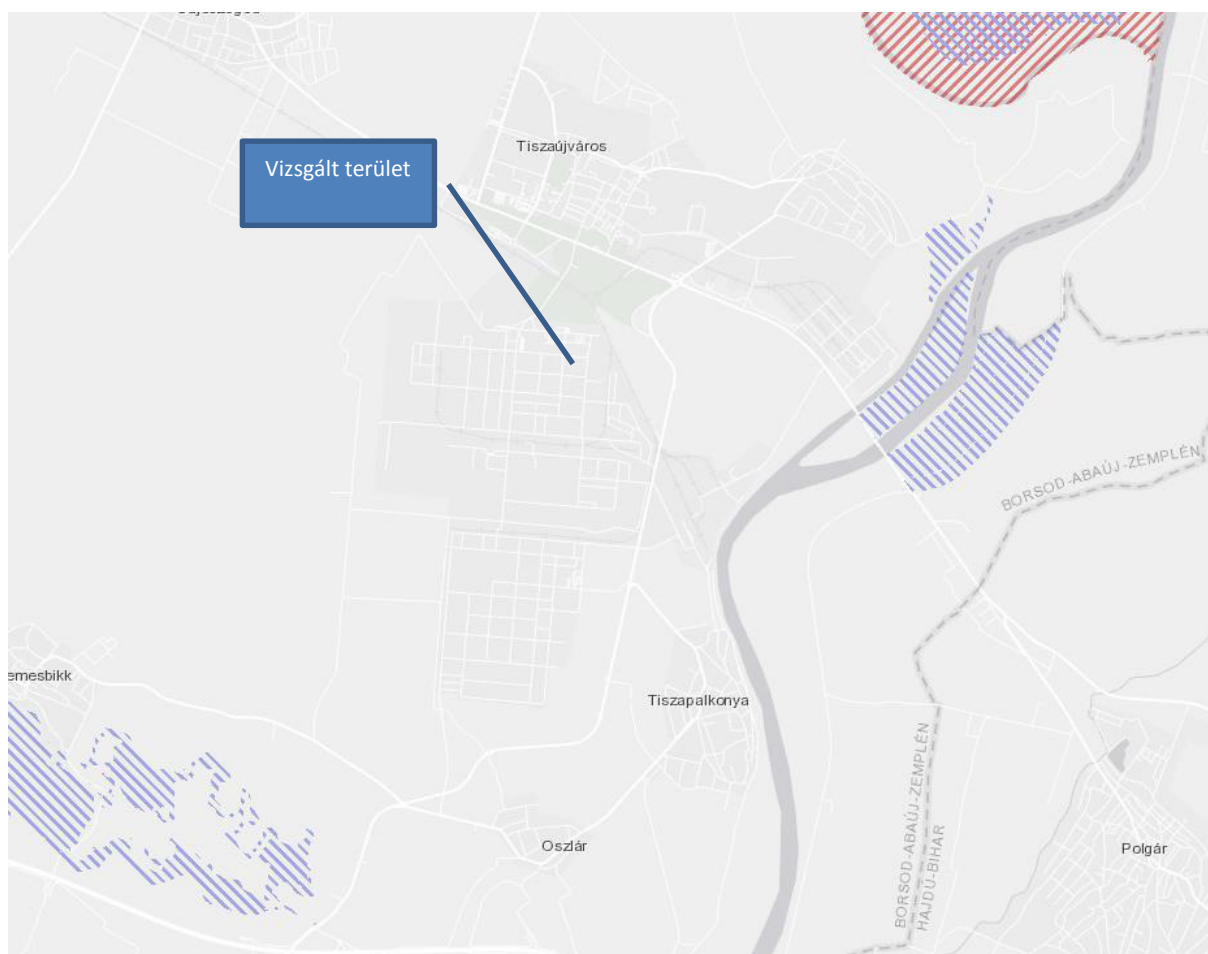 Tiszaújváros
Vizsgált terület
BORSOD-ABAÚJ-ZEMPLÉN
emesbikk
Tiszapalkonya
BORSOD-ABAÚJ-ZEMPLÉN
HAJDÚ-BIHAR
Oszlár
Polgár